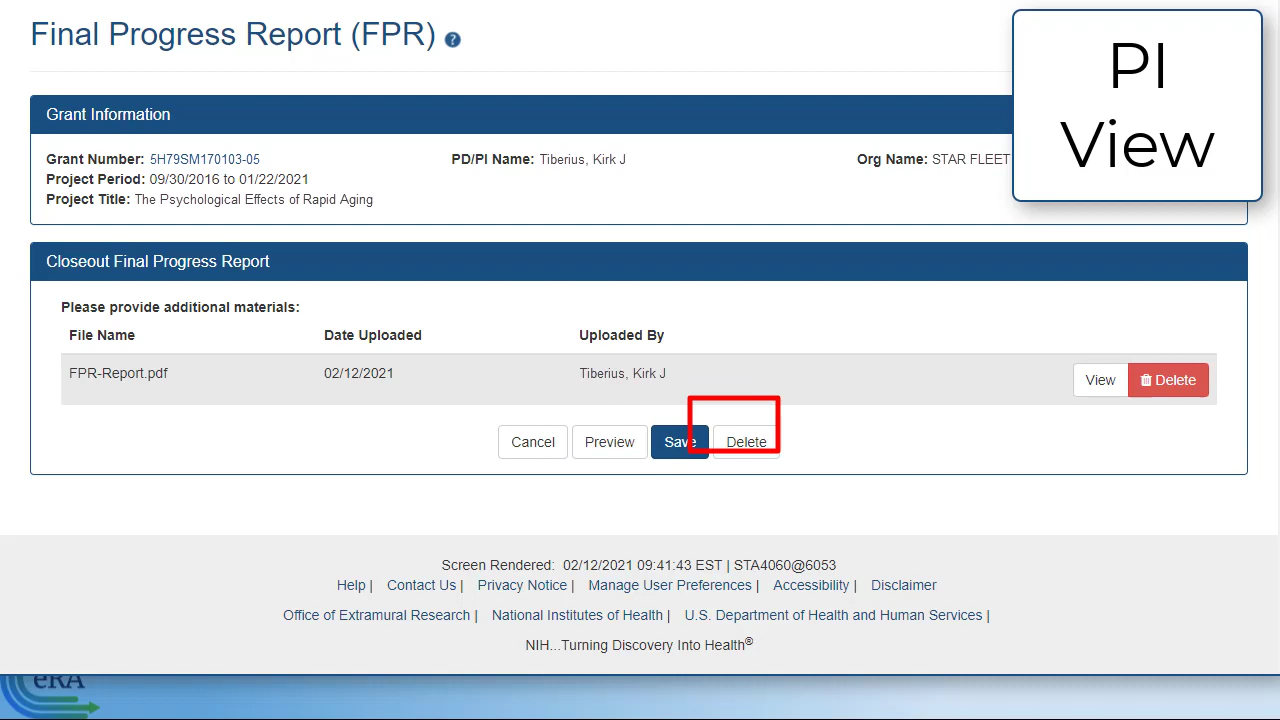 Final Progress Report (FPR) ?
PI
View
Grant Information
Grant Number: 5H79SM170103-05 PD/PI Name: Tiberius, Kirk J Org Name: STAR FLEET
Project Period: 09/30/2016 to 01/22/2021
Project Title: The Psychological Effects of Rapid Aging
Closeout Final Progress Report
Please provide additional materials:
File Name Date Uploaded Uploaded By
FPR-Report.pdf 02/12/2021 Tiberius, Kirk J View Delete
Cancel Preview Save Delete
Screen Rendered: 02/12/2021 09:41:43 EST | STA4060@6053
Help | Contact Us | Privacy Notice | Manage User Preferences | Accessibility | Disclaimer
Office of Extramural Research | National Institutes of Health | U.S. Department of Health and Human Services |
NIH...Turning Discovery Into Health®
eRA